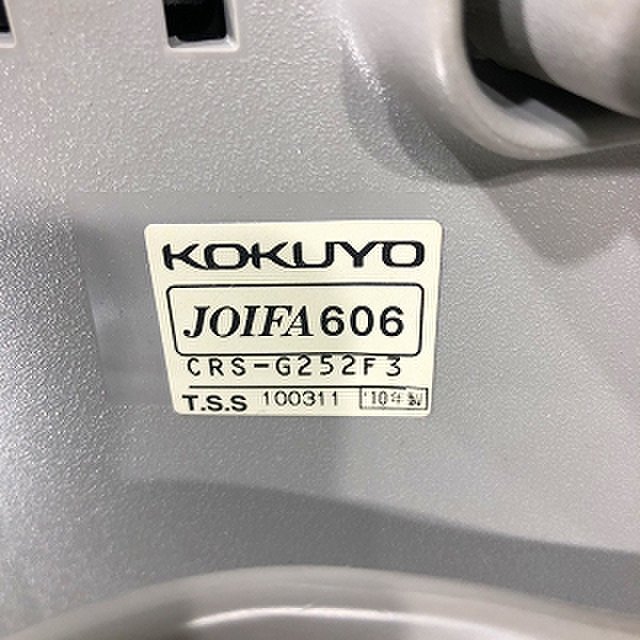 KOKUYO
JOIFA606
CRS-G252F3
T.S.S 100311 '10年製